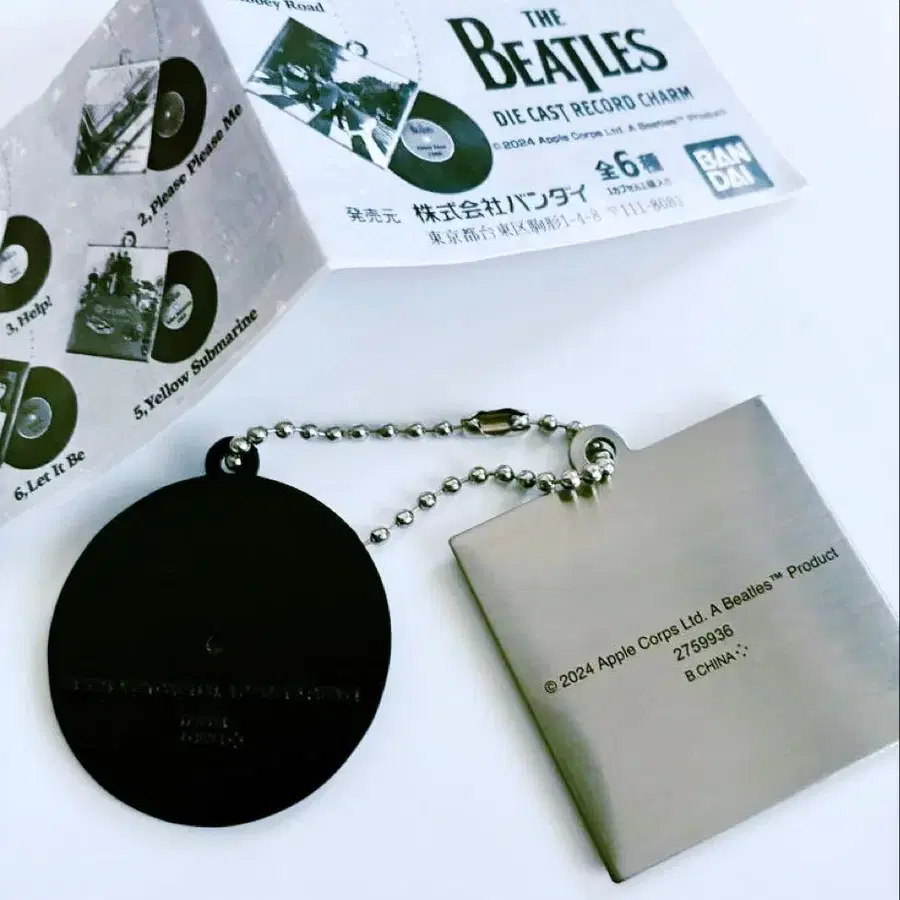 Abbey Road
THE
BEATLES
DIE CAST RECORD CHARM
© 2024 Apple Corps Ltd. A Beatles™ Product
全6種
BAN
DAI
発売元 株式会社バンダイ
東京都台東区駒形1-4-8 〒111-8081
2,Please Please Me
3,Help!
5,Yellow Submarine
6,Let It Be
© 2024 Apple Corps Ltd. A Beatles™ Product
2759936
B.CHINA